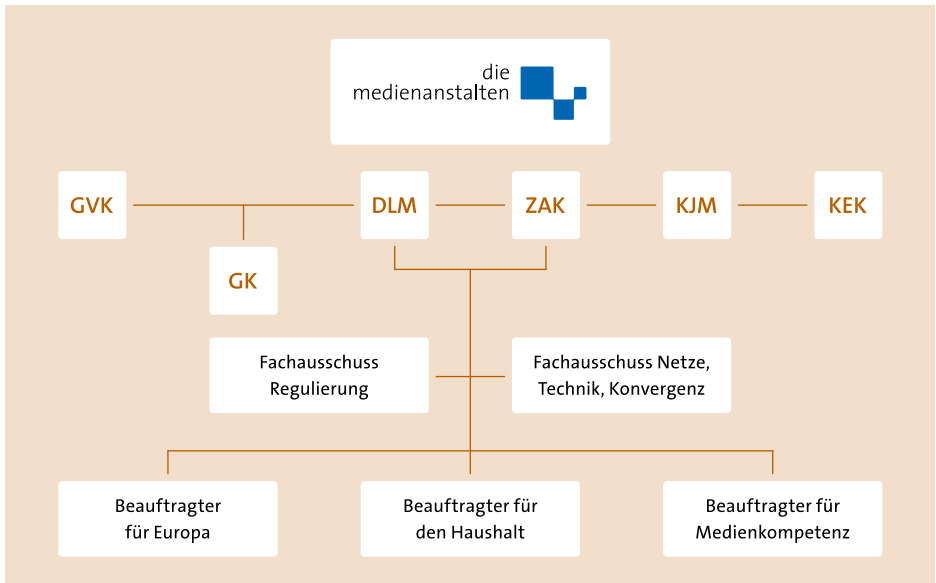 die
medienanstalten
GVK
DLM
ZAK
KJM
KEK
GK
Fachausschuss
Regulierung
Fachausschuss Netze,
Technik, Konvergenz
Beauftragter
für Europa
Beauftragter für
den Haushalt
Beauftragter für
Medienkompetenz